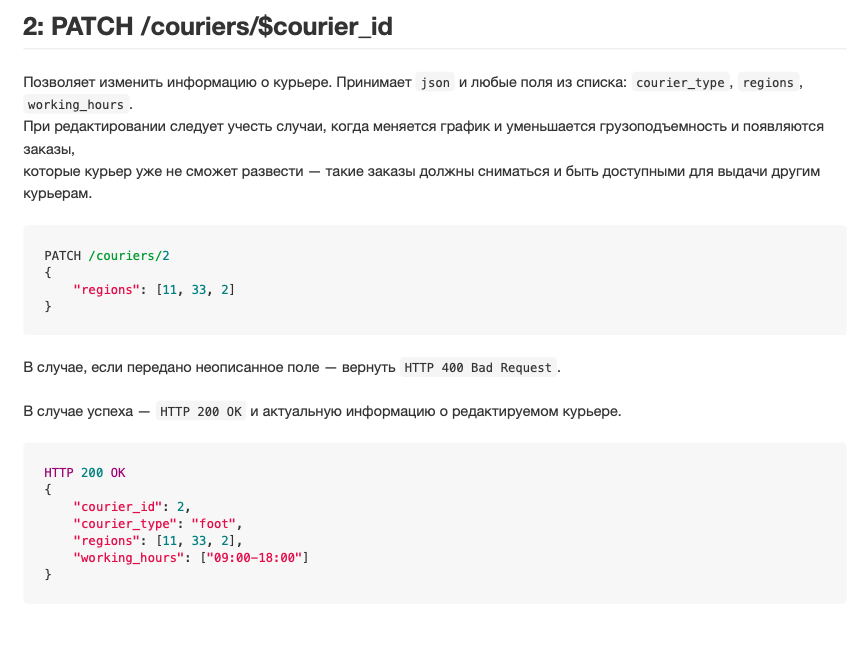 2: PATCH /couriers/$courier_id
Позволяет изменить информацию о курьере. Принимает json и любые поля из списка: courier_type, regions,
working_hours.
При редактировании следует учесть случаи, когда меняется график и уменьшается грузоподъемность и появляются
заказы,
которые курьер уже не сможет развести — такие заказы должны сниматься и быть доступными для выдачи другим
курьерам.
PATCH /couriers/2
{
    "regions": [11, 33, 2]
}
В случае, если передано неописанное поле — вернуть HTTP 400 Bad Request.
В случае успеха — HTTP 200 OK и актуальную информацию о редактируемом курьере.
HTTP 200 OK
{
    "courier_id": 2,
    "courier_type": "foot",
    "regions": [11, 33, 2],
    "working_hours": ["09:00-18:00"]
}